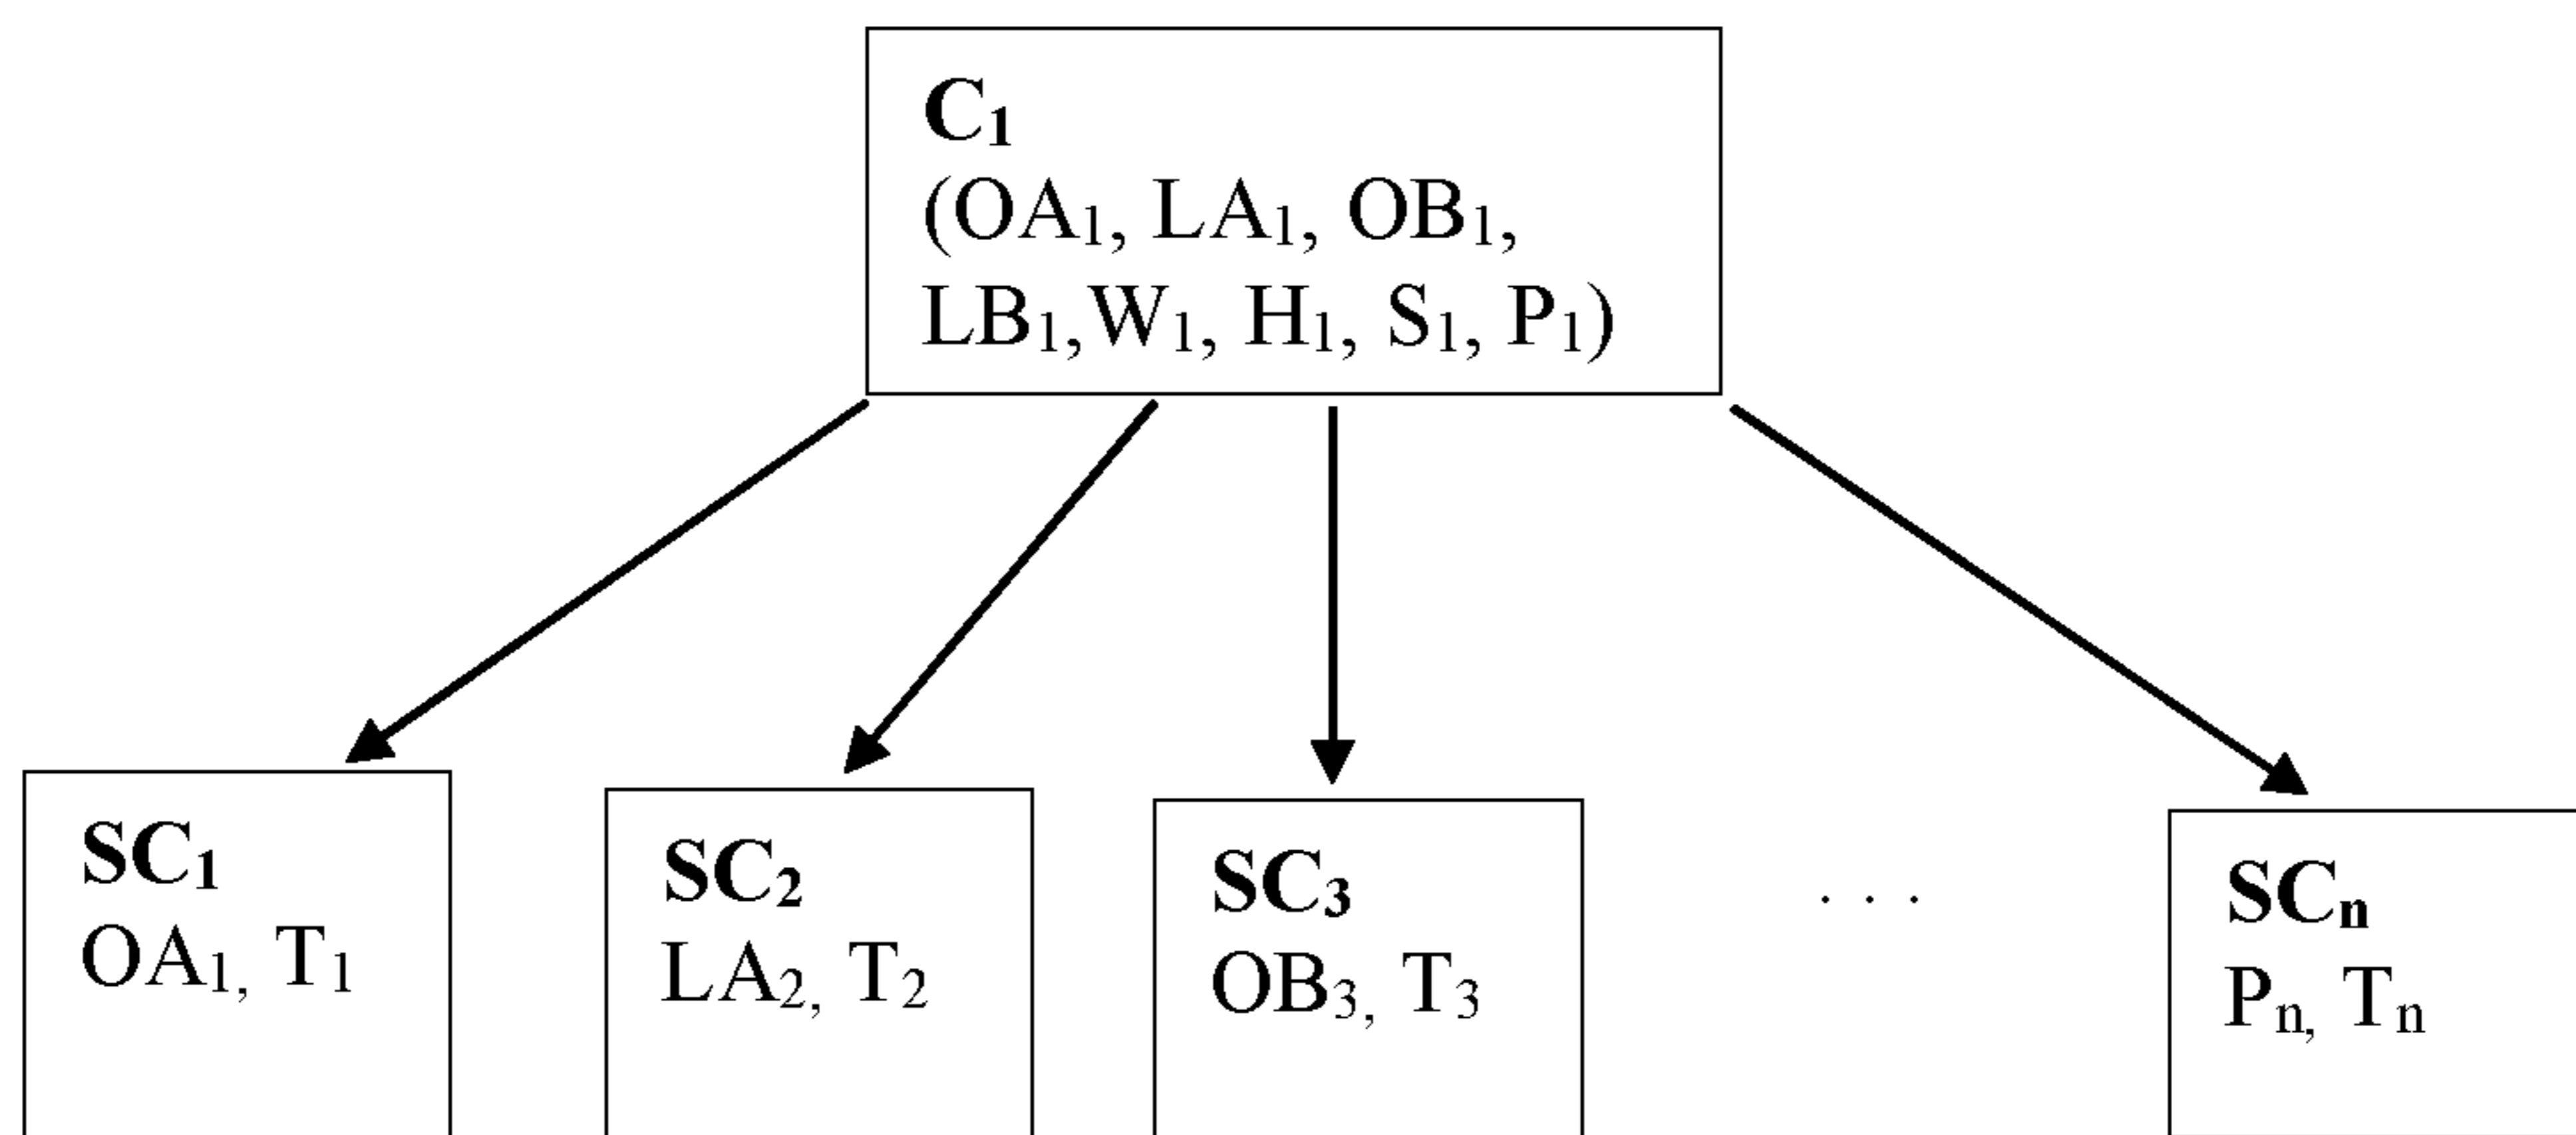 C₁
(OA₁, LA₁, OB₁,
LB₁,W₁, H₁, S₁, P₁)
SC₁
OA₁, T₁
SC₂
LA₂, T₂
SC₃
OB₃, T₃
. . .
SCₙ
Pₙ, Tₙ